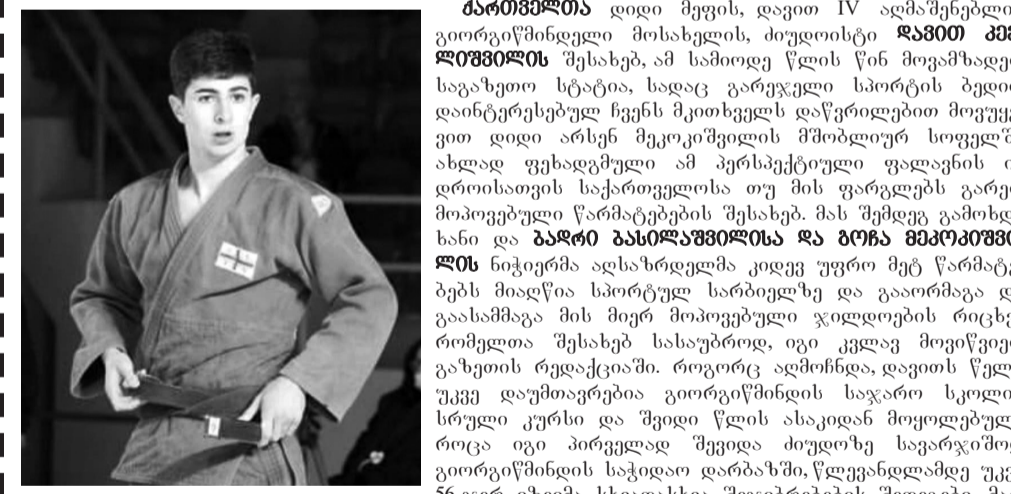 ქართველთა დიდი მეფის, დავით IV აღმაშენებლი
გიორგიწმინდელი მოსახელის, ძიუდოისტი დავით კევ
ლიშვილის შესახებ, ამ სამიოდე წლის წინ მოვამზადე
საგაზეთო სტატია, სადაც გარეჯელი სპორტის ბედი
დაინტერესებულ ჩვენს მკითხველს დაწვრილებით მოვუყ
ვით დიდი არსენ მეკოკიშვილის მშობლიურ სოფელშ
ახლად ფეხადგმული ამ პერსპექტიული ფალავნის ი
დროისათვის საქართველოსა თუ მის ფარგლებს გარე
მოპოვებული წარმატებების შესახებ. მას შემდეგ გამოხდ
ხანი და ბადრი ბასილაშვილისა და გოჩა მეკოკიშვი
ლის ნიჭიერმა აღსაზრდელმა კიდევ უფრო მეტ წარმატე
ბებს მიაღწია სპორტულ სარბიელზე და გააორმაგა დ
გაასამმაგა მის მიერ მოპოვებული ჯილდოების რიცხ
რომელთა შესახებ სასაუბროდ, იგი კვლავ მოვიწვიე
გაზეთის რედაქციაში. როგორც აღმოჩნდა, დავითს წელ
უკვე დაუმთავრებია გიორგიწმინდის საჯარო სკოლი
სრული კურსი და შვიდი წლის ასაკიდან მოყოლებულ
როცა იგი პირველად შევიდა ძიუდოზე სავარჯიშო
გიორგიწმინდის საჭიდაო დარბაზში, წლევანდლამდე უკვ